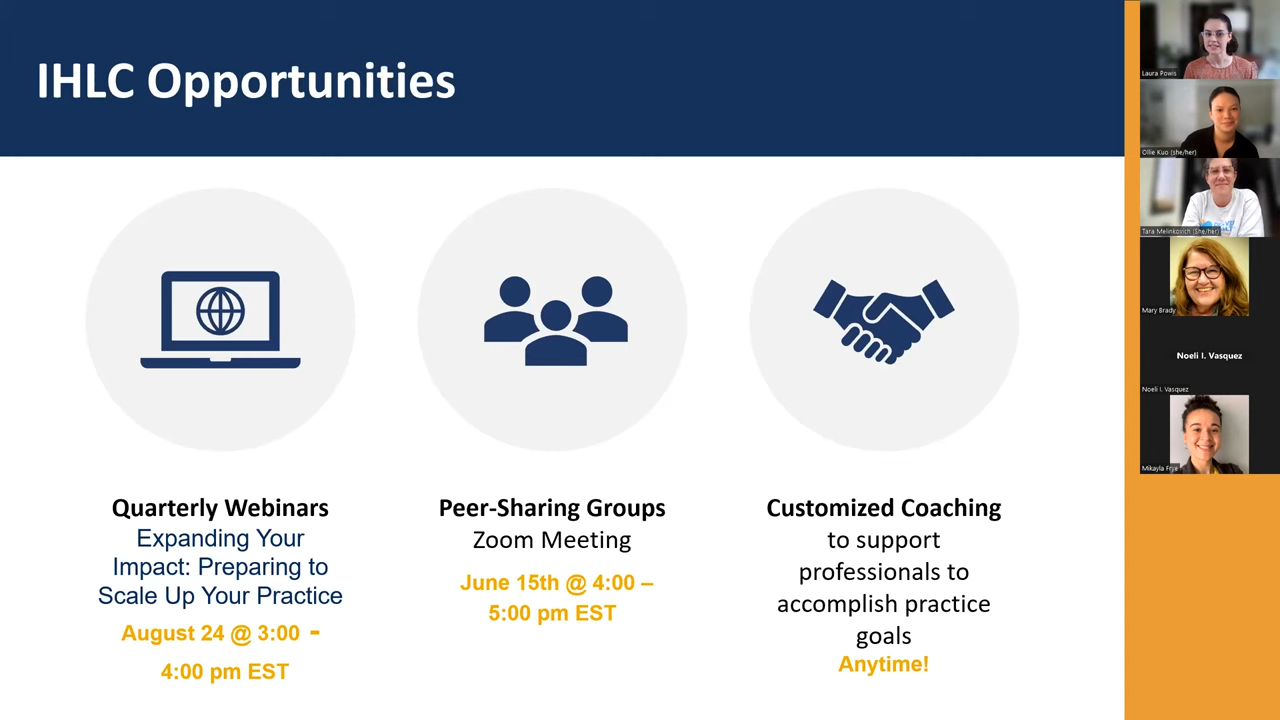 IHLC Opportunities
Quarterly Webinars
Expanding Your
Impact: Preparing to
Scale Up Your Practice
August 24 @ 3:00 -
4:00 pm EST
Peer-Sharing Groups
Zoom Meeting
June 15th @ 4:00 –
5:00 pm EST
Customized Coaching
to support
professionals to
accomplish practice
goals
Anytime!
Laura Powis
Ollie Kuo (she/her)
Tara Melinkovich (She/her)
Mary Brady
Noeli I. Vasquez
Noeli I. Vasquez
Mikayla Frye